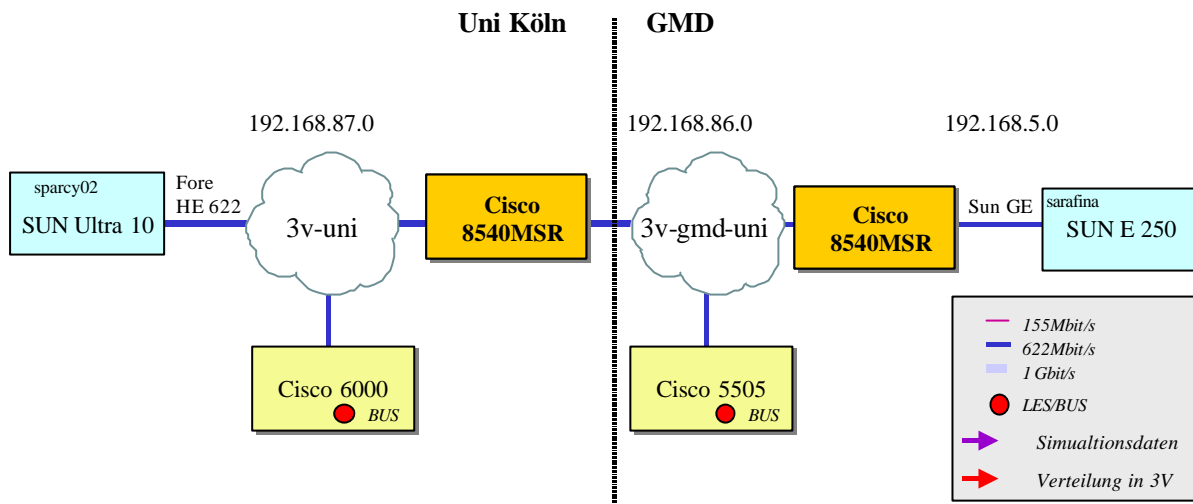 Uni Köln
GMD
192.168.87.0
192.168.86.0
192.168.5.0
sparcy02
SUN Ultra 10
Fore
HE 622
3v-uni
Cisco
8540MSR
3v-gmd-uni
Cisco
8540MSR
Sun GE
sarafina
SUN E 250
Cisco 6000
BUS
Cisco 5505
BUS
155Mbit/s
622Mbit/s
1 Gbit/s
LES/BUS
Simualtionsdaten
Verteilung in 3V